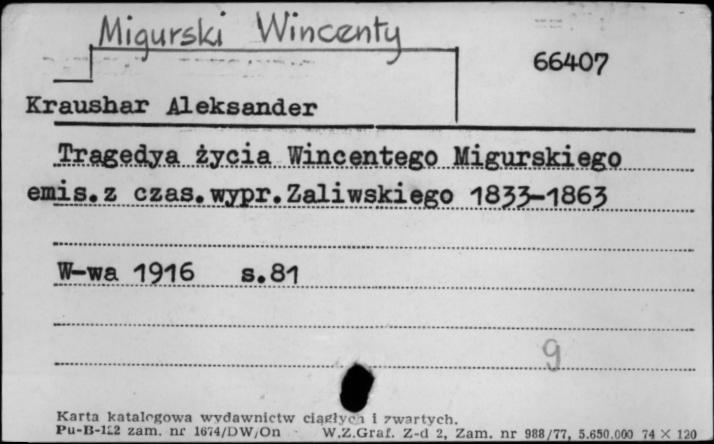 Migurski Wincenty
66407
Kraushar Aleksander
Tragedya życia Wincentego Migurskiego
emis.z czas.wypr.Zaliwskiego 1833-1863
W-wa 1916 s.81
9
Karta katalogowa wydawnictw ciągłych i zwartych.
Pu-B-122 zam. nr 1674/DW/On W.Z.Graf. Z-d 2, Zam. nr 988/77, 5.650.000 74 × 120